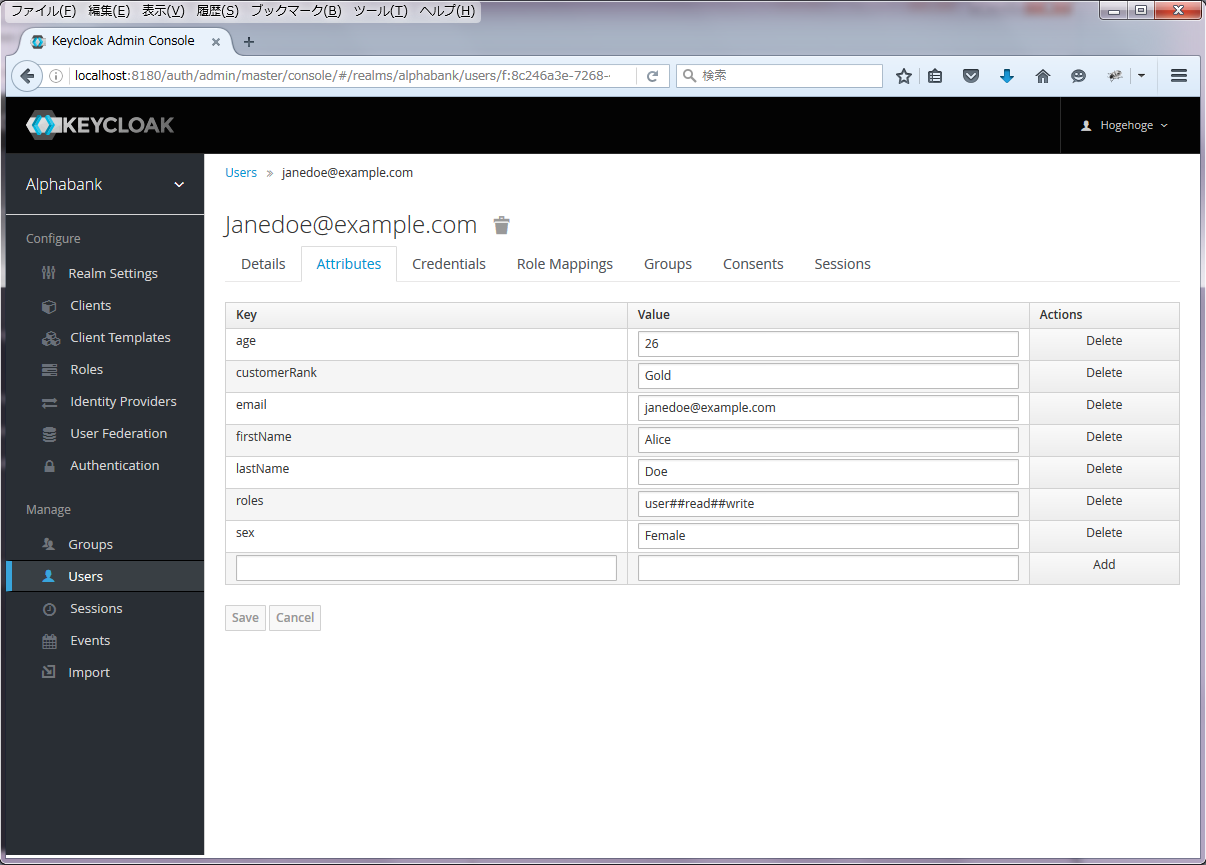 ファイル(F) 編集(E) 表示(V) 履歴(S) ブックマーク(B) ツール(T) ヘルプ(H)
Keycloak Admin Console
localhost:8180/auth/admin/master/console/#/realms/alphabank/users/f:8c246a3e-7268-
検索
KEYCLOAK
Hogehoge
Alphabank
Configure
Realm Settings
Clients
Client Templates
Roles
Identity Providers
User Federation
Authentication
Manage
Groups
Users
Sessions
Events
Import
Users » janedoe@example.com
Janedoe@example.com
Details Attributes Credentials Role Mappings Groups Consents Sessions
Key Value Actions
age 26 Delete
customerRank Gold Delete
email janedoe@example.com Delete
firstName Alice Delete
lastName Doe Delete
roles user##read##write Delete
sex Female Delete
Add
Save Cancel